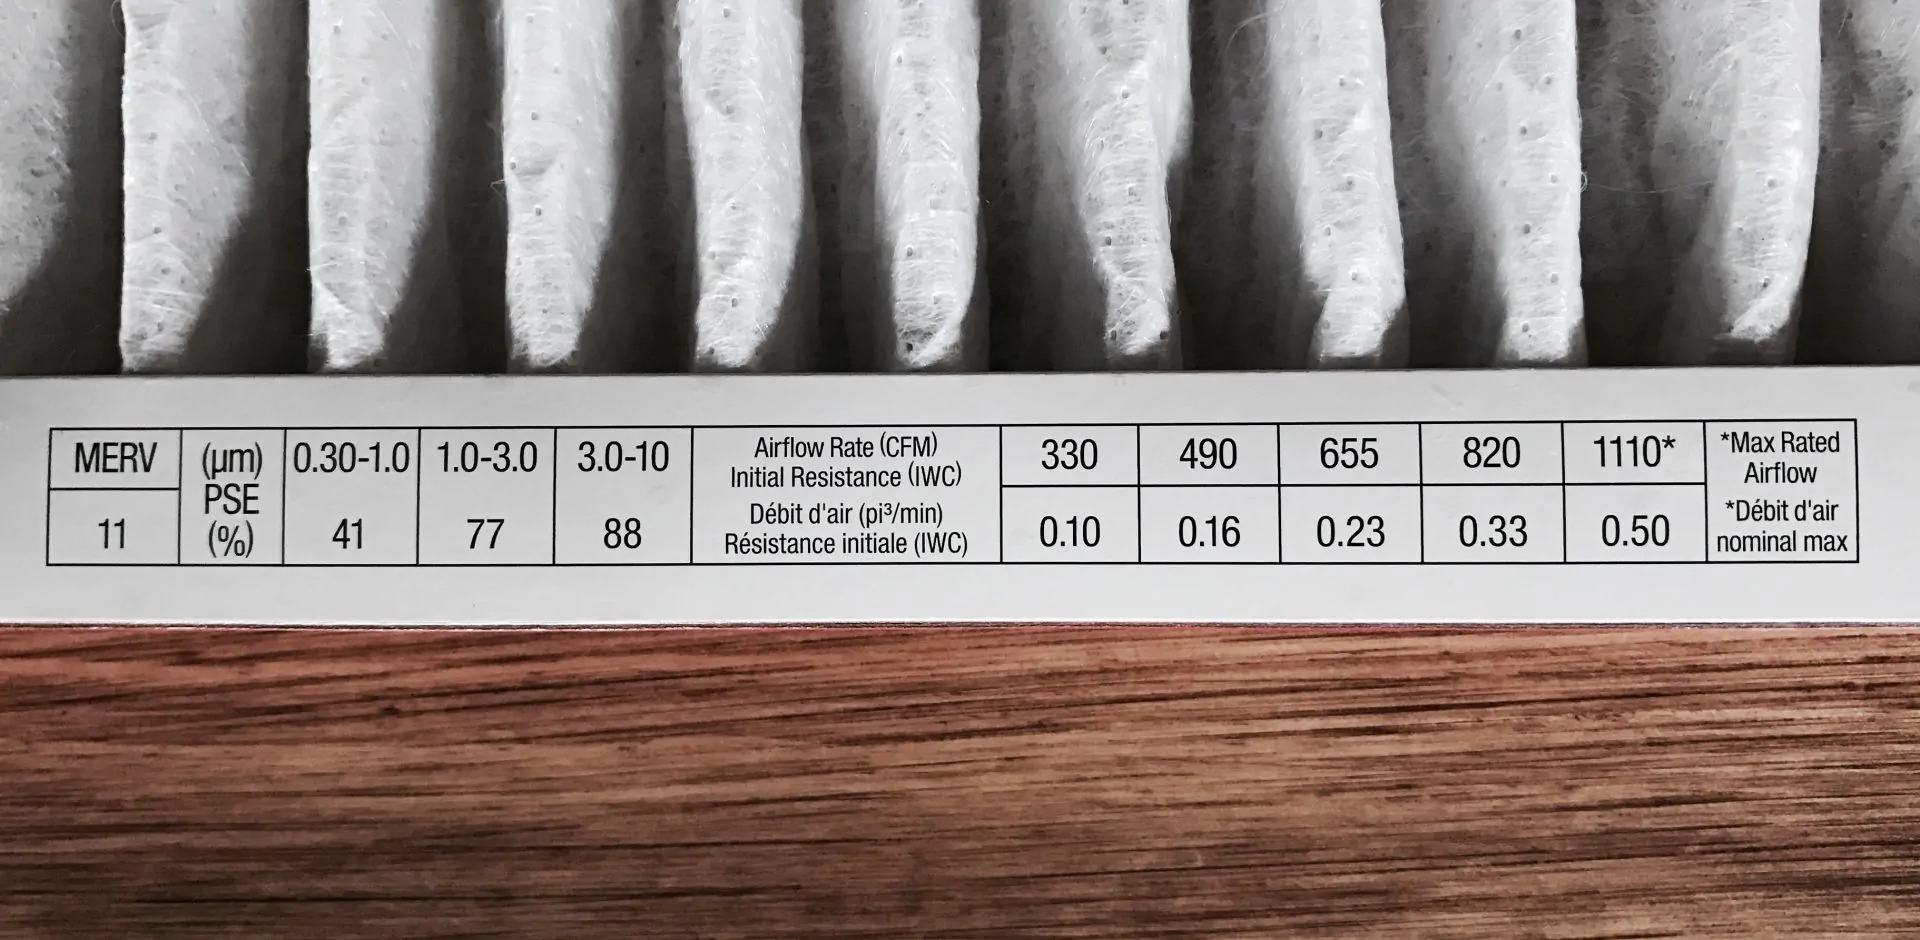 MERV (μm) 0.30-1.0 1.0-3.0 3.0-10 Airflow Rate (CFM) 330 490 655 820 1110* *Max Rated
PSE Initial Resistance (IWC) Airflow
11 (%) 41 77 88 Débit d'air (pi³/min) 0.10 0.16 0.23 0.33 0.50 *Débit d'air
Résistance initiale (IWC) nominal max